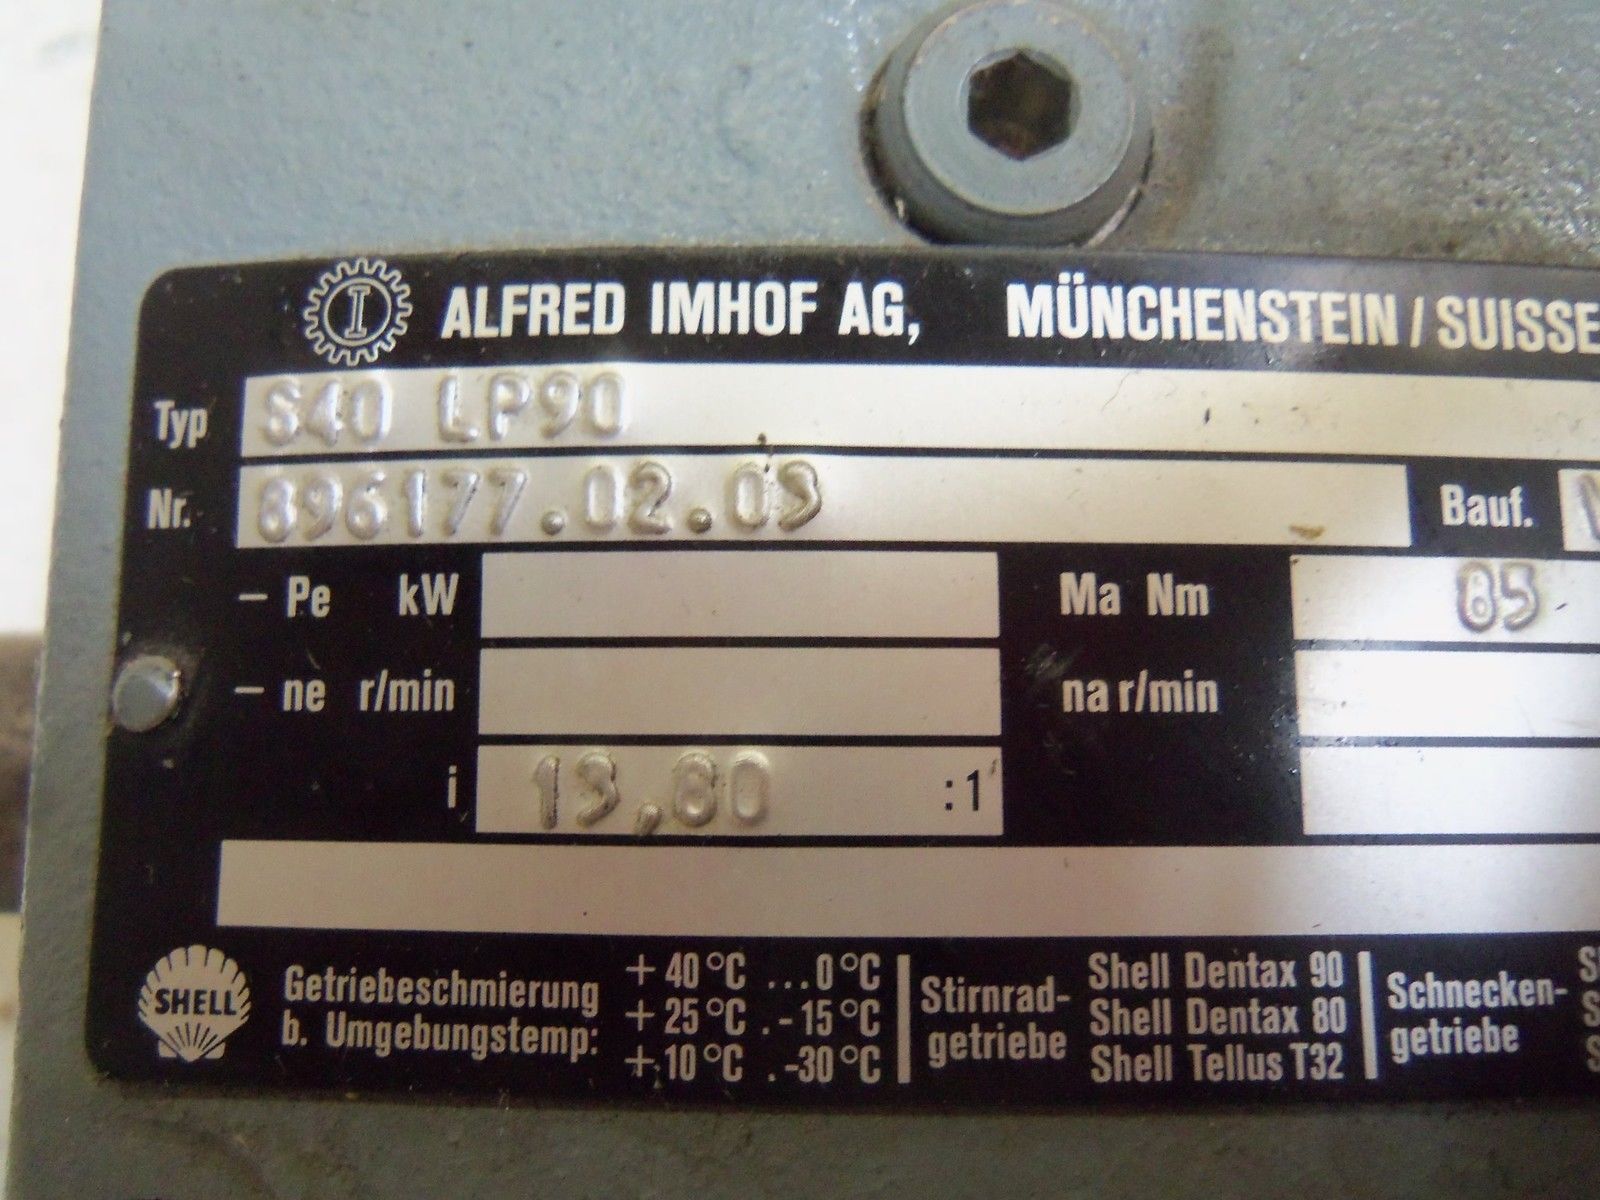 I ALFRED IMHOF AG, MÜNCHENSTEIN / SUISSE
Typ S40 LP90
Nr. 896177.02.03 Bauf.
- Pe kW Ma Nm 85
- ne r/min na r/min
i 13,80 :1
SHELL
Getriebeschmierung
b. Umgebungstemp:
+ 40 °C ...0 °C
+ 25 °C .-15 °C
+ 10 °C .-30 °C
Stirnrad-
getriebe
Shell Dentax 90
Shell Dentax 80
Shell Tellus T32
Schnecken-
getriebe